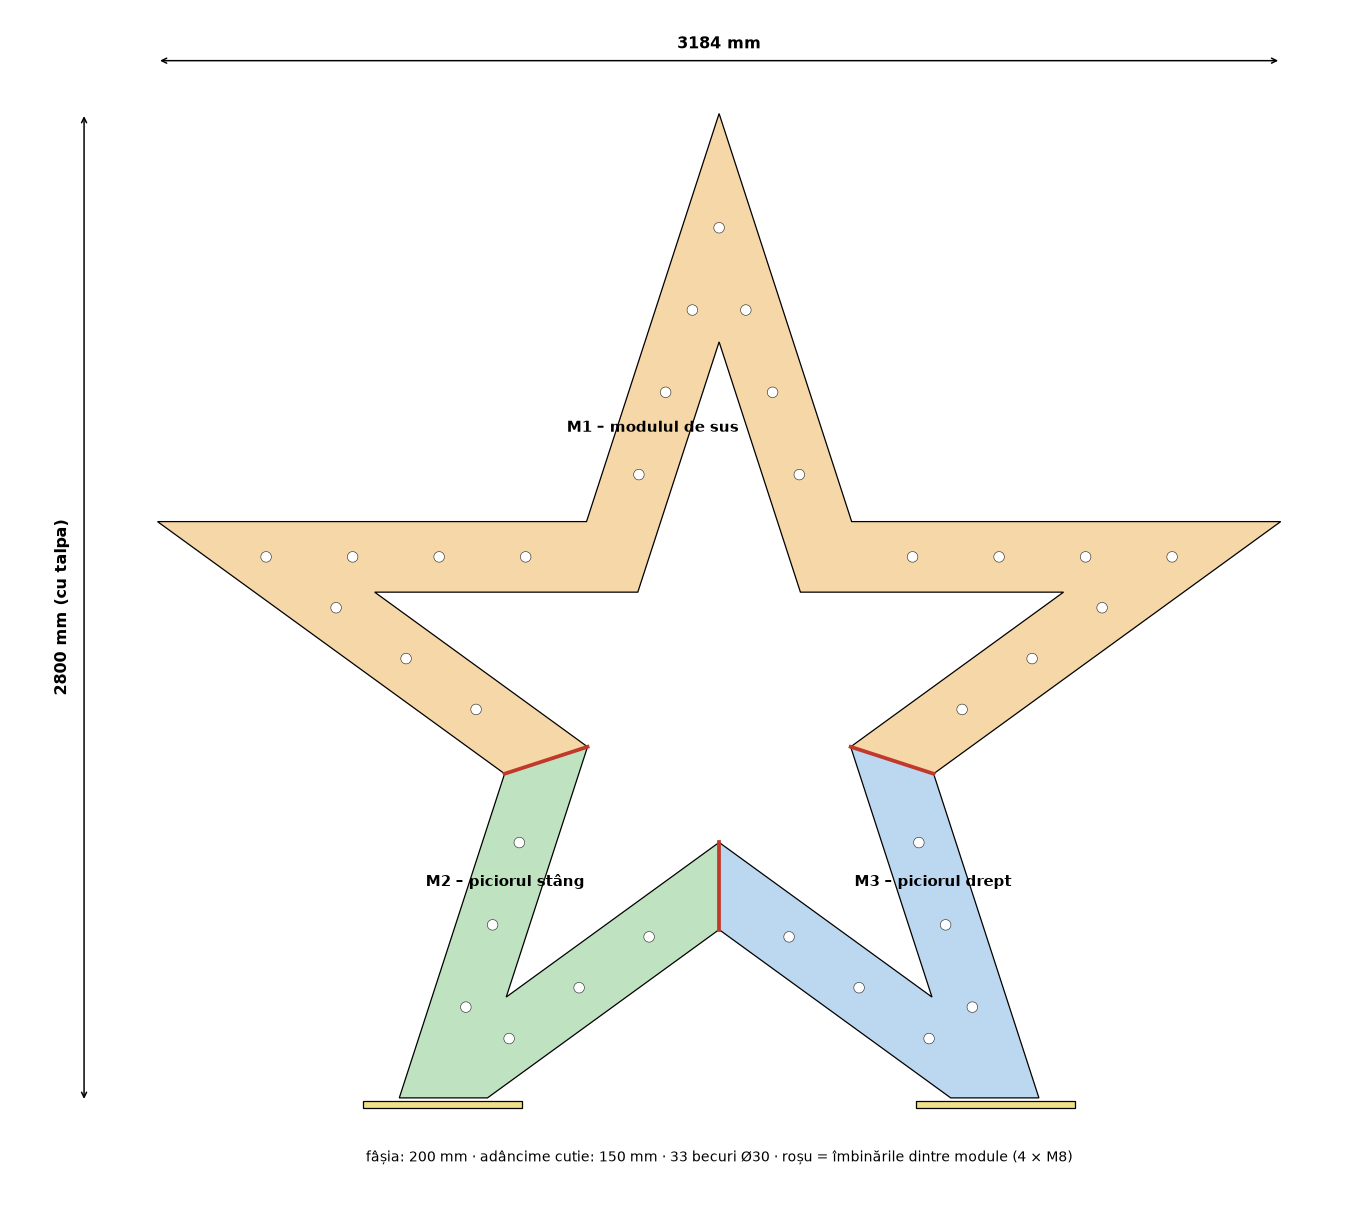 3184 mm
M1 – modulul de sus
2800 mm (cu talpa)
M2 – piciorul stâng
M3 – piciorul drept
fâșia: 200 mm · adâncime cutie: 150 mm · 33 becuri Ø30 · roșu = îmbinările dintre module (4 × M8)